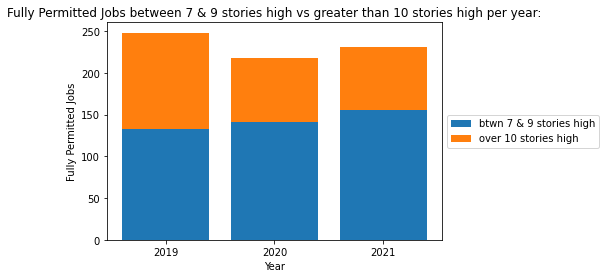 Fully Permitted Jobs between 7 & 9 stories high vs greater than 10 stories high per year:
Fully Permitted Jobs
250
200
150
100
50
0
2019
2020
2021
Year
btwn 7 & 9 stories high
over 10 stories high